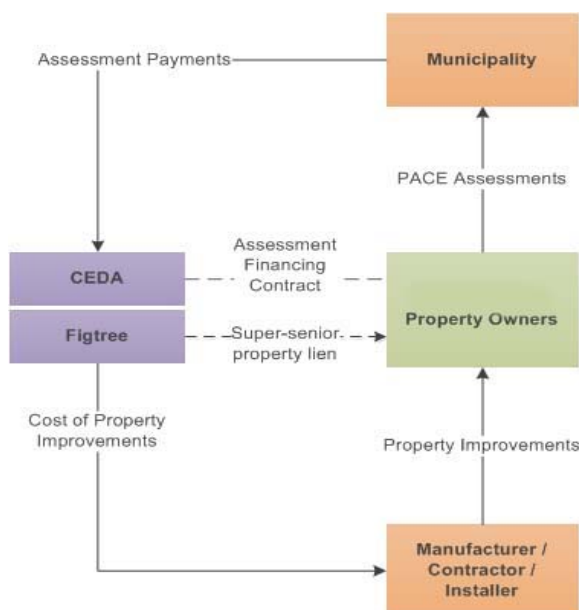 Assessment Payments
Municipality
PACE Assessments
CEDA
Assessment
Financing
Contract
Property Owners
Figtree
Super-senior
property lien
Cost of Property
Improvements
Property Improvements
Manufacturer /
Contractor /
Installer